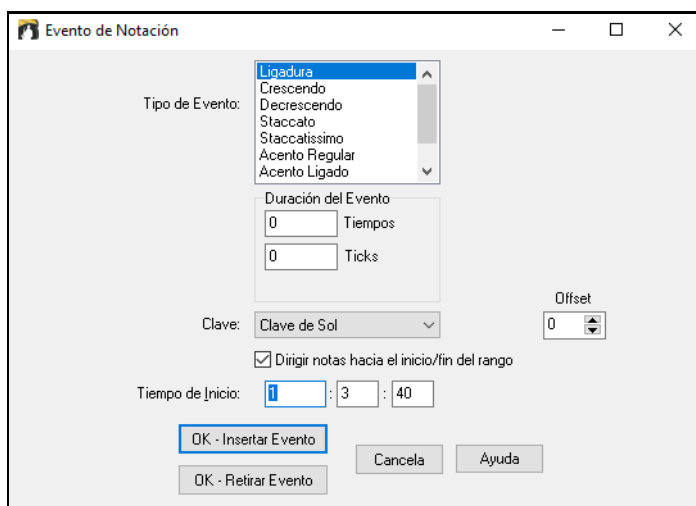 Evento de Notación
Tipo de Evento:
Ligadura
Crescendo
Decrescendo
Staccato
Staccatissimo
Acento Regular
Acento Ligado
Duración del Evento
0 Tiempos
0 Ticks
Offset
Clave: Clave de Sol 0
Dirigir notas hacia el inicio/fin del rango
Tiempo de Inicio: 1 : 3 : 40
OK - Insertar Evento
Cancela Ayuda
OK - Retirar Evento